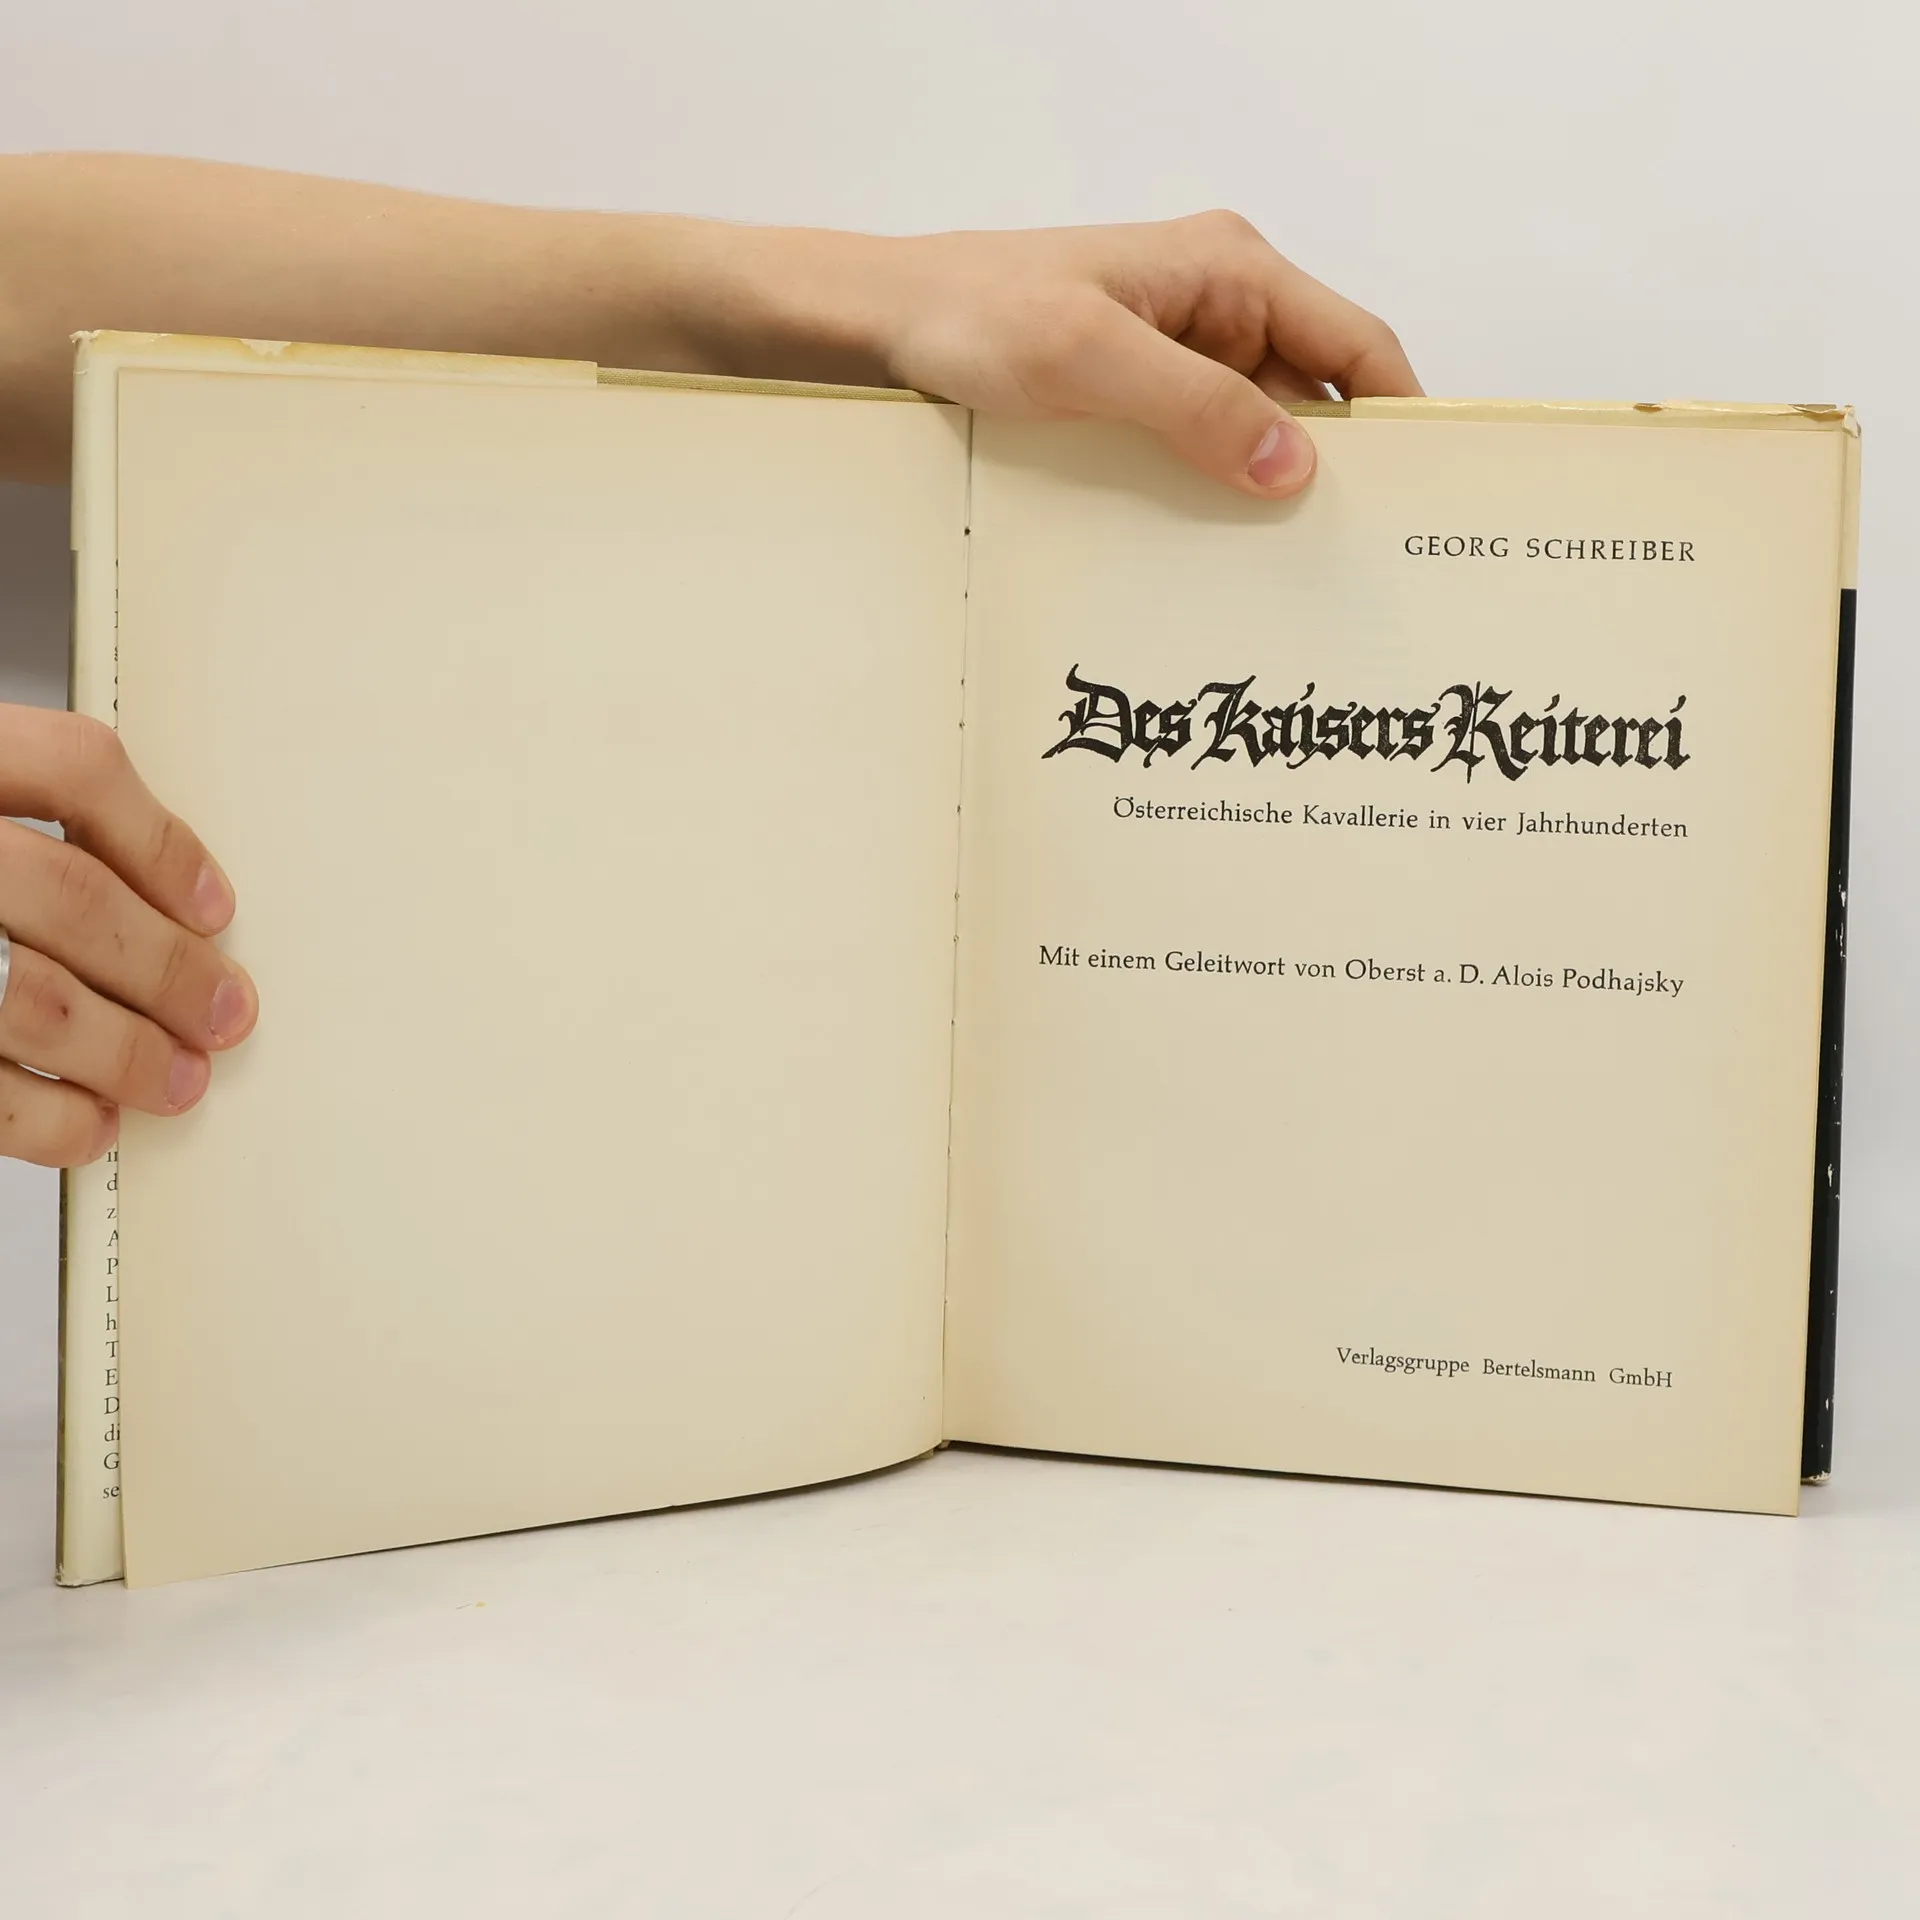 GEORG SCHREIBER
Des Kaisers Reiterei
Österreichische Kavallerie in vier Jahrhunderten
Mit einem Geleitwort von Oberst a. D. Alois Podhajsky
Verlagsgruppe Bertelsmann GmbH